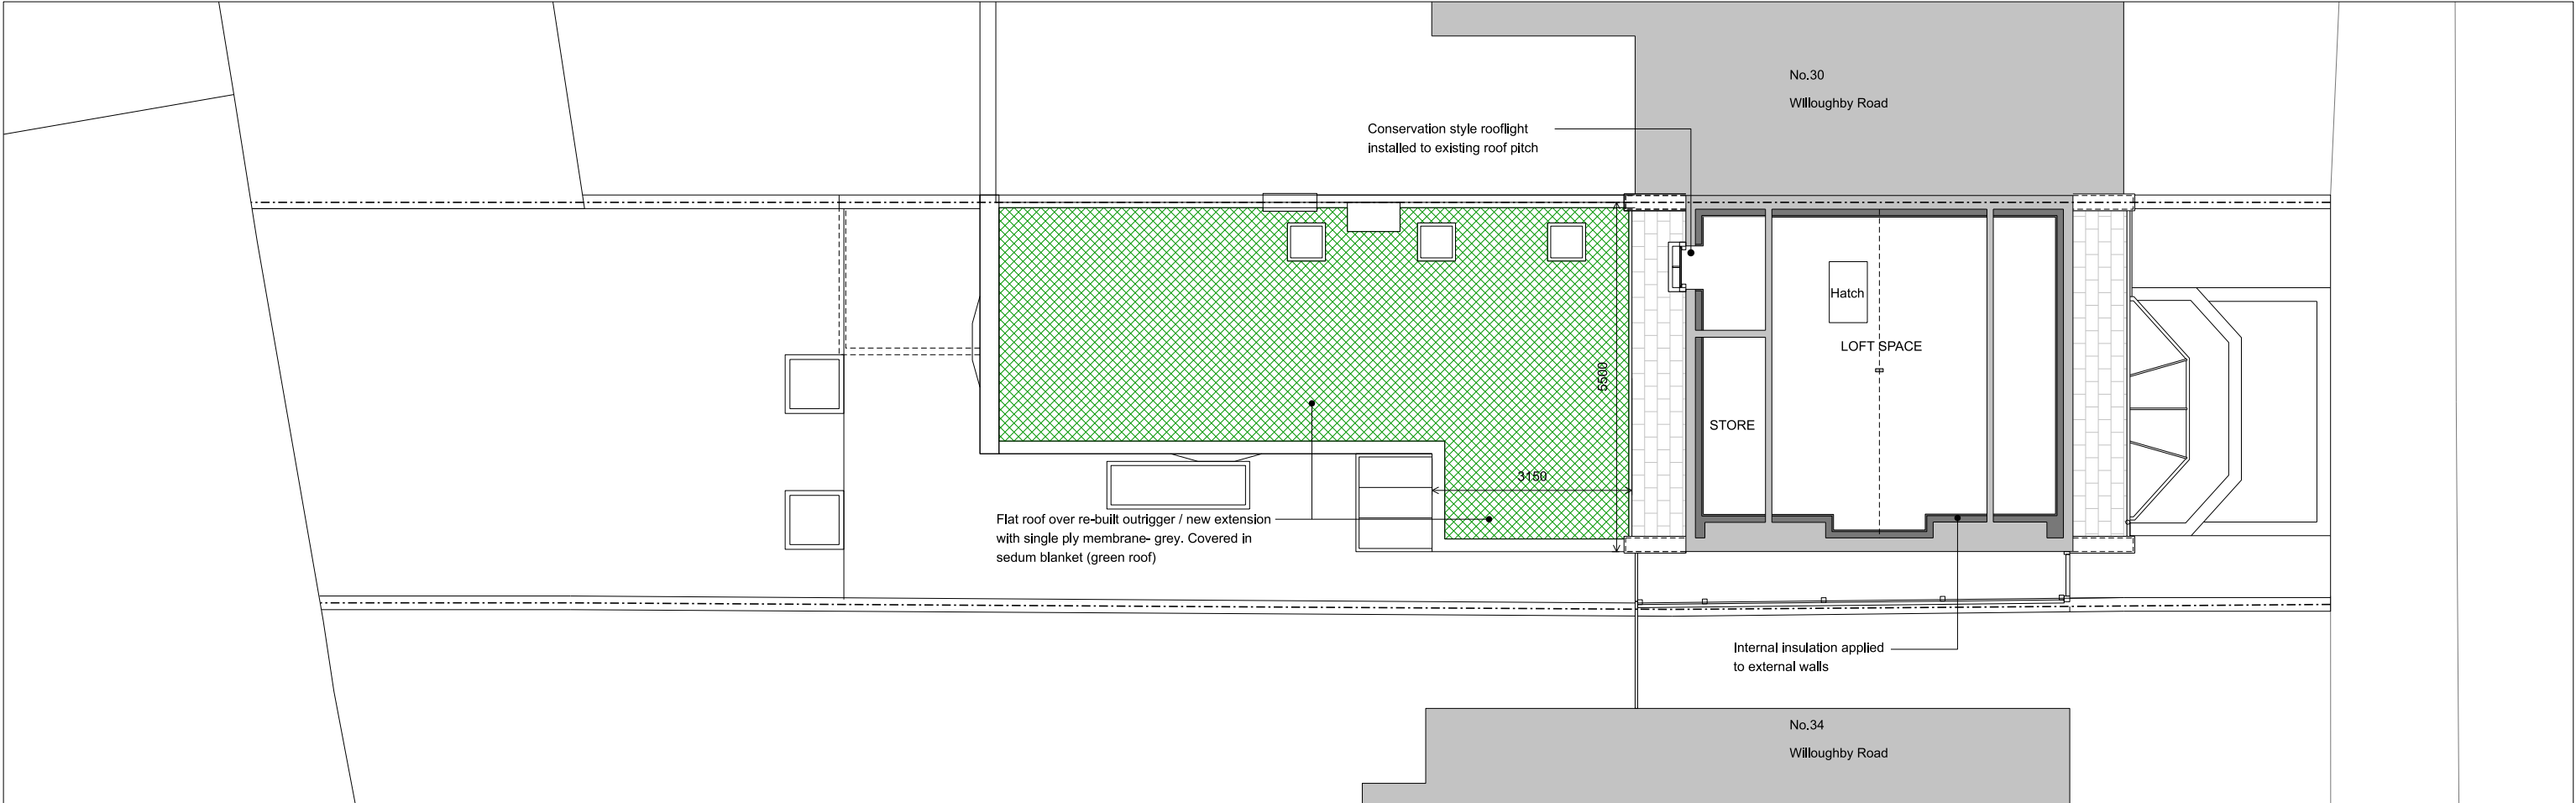 No.30
WIlloughby Road
Conservation style rooflight
installed to existing roof pitch
Hatch
LOFT SPACE
5500
STORE
3150
Flat roof over re-built outrigger / new extension
with single ply membrane- grey. Covered in
sedum blanket (green roof)
Internal insulation applied
to external walls
No.34
Willoughby Road